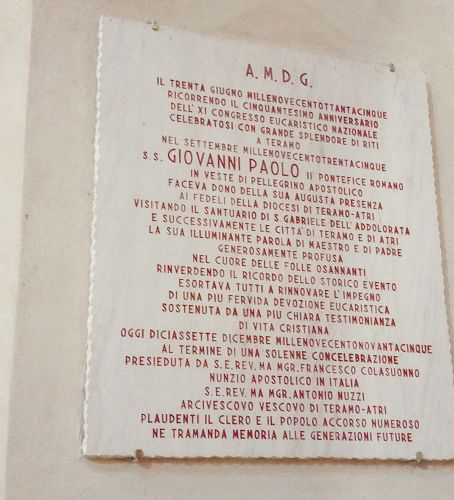 A. M. D. G.
IL TRENTA GIUGNO MILLENOVECENTOTTANTACINQUE
RICORRENDO IL CINQUANTESIMO ANNIVERSARIO
DELL' XI CONGRESSO EUCARISTICO NAZIONALE
CELEBRATOSI CON GRANDE SPLENDORE DI RITI
A TERAMO
NEL SETTEMBRE MILLENOVECENTOTRENTACINQUE
S.S. GIOVANNI PAOLO II PONTEFICE ROMANO
IN VESTE DI PELLEGRINO APOSTOLICO
FACEVA DONO DELLA SUA AUGUSTA PRESENZA
AI FEDELI DELLA DIOCESI DI TERAMO-ATRI
VISITANDO IL SANTUARIO DI S. GABRIELE DELL' ADDOLORATA
E SUCCESSIVAMENTE LE CITTA' DI TERAMO E DI ATRI
LA SUA ILLUMINANTE PAROLA DI MAESTRO E DI PADRE
GENEROSAMENTE PROFUSA
NEL CUORE DELLE FOLLE OSANNANTI
RINVERDENDO IL RICORDO DELLO STORICO EVENTO
ESORTAVA TUTTI A RINNOVARE L' IMPEGNO
DI UNA PIU FERVIDA DEVOZIONE EUCARISTICA
SOSTENUTA DA UNA PIU CHIARA TESTIMONIANZA
DI VITA CRISTIANA
OGGI DICIASSETTE DICEMBRE MILLENOVECENTONOVANTACINQUE
AL TERMINE DI UNA SOLENNE CONCELEBRAZIONE
PRESIEDUTA DA S.E.REV. MA MGR. FRANCESCO COLASUONNO
NUNZIO APOSTOLICO IN ITALIA
S.E.REV. MA MGR. ANTONIO NUZZI
ARCIVESCOVO VESCOVO DI TERAMO-ATRI
PLAUDENTI IL CLERO E IL POPOLO ACCORSO NUMEROSO
NE TRAMANDA MEMORIA ALLE GENERAZIONI FUTURE